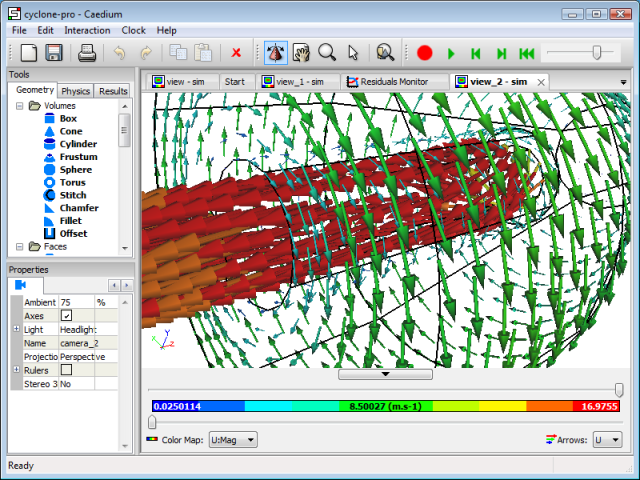 cyclone-pro - Caedium
File Edit Interaction Clock Help
Tools
Geometry Physics Results
Volumes
Box
Cone
Cylinder
Frustum
Sphere
Torus
Stitch
Chamfer
Fillet
Offset
Faces
view - sim Start view_1 - sim Residuals Monitor view_2 - sim
Properties
Ambient 75 %
Axes
Light Headlight
Name camera_2
Projection Perspective
Rulers
Stereo 3 No
Y
X Z
0.0250114 8.50027 (m.s-1) 16.9755
Color Map: U:Mag Arrows: U
Ready